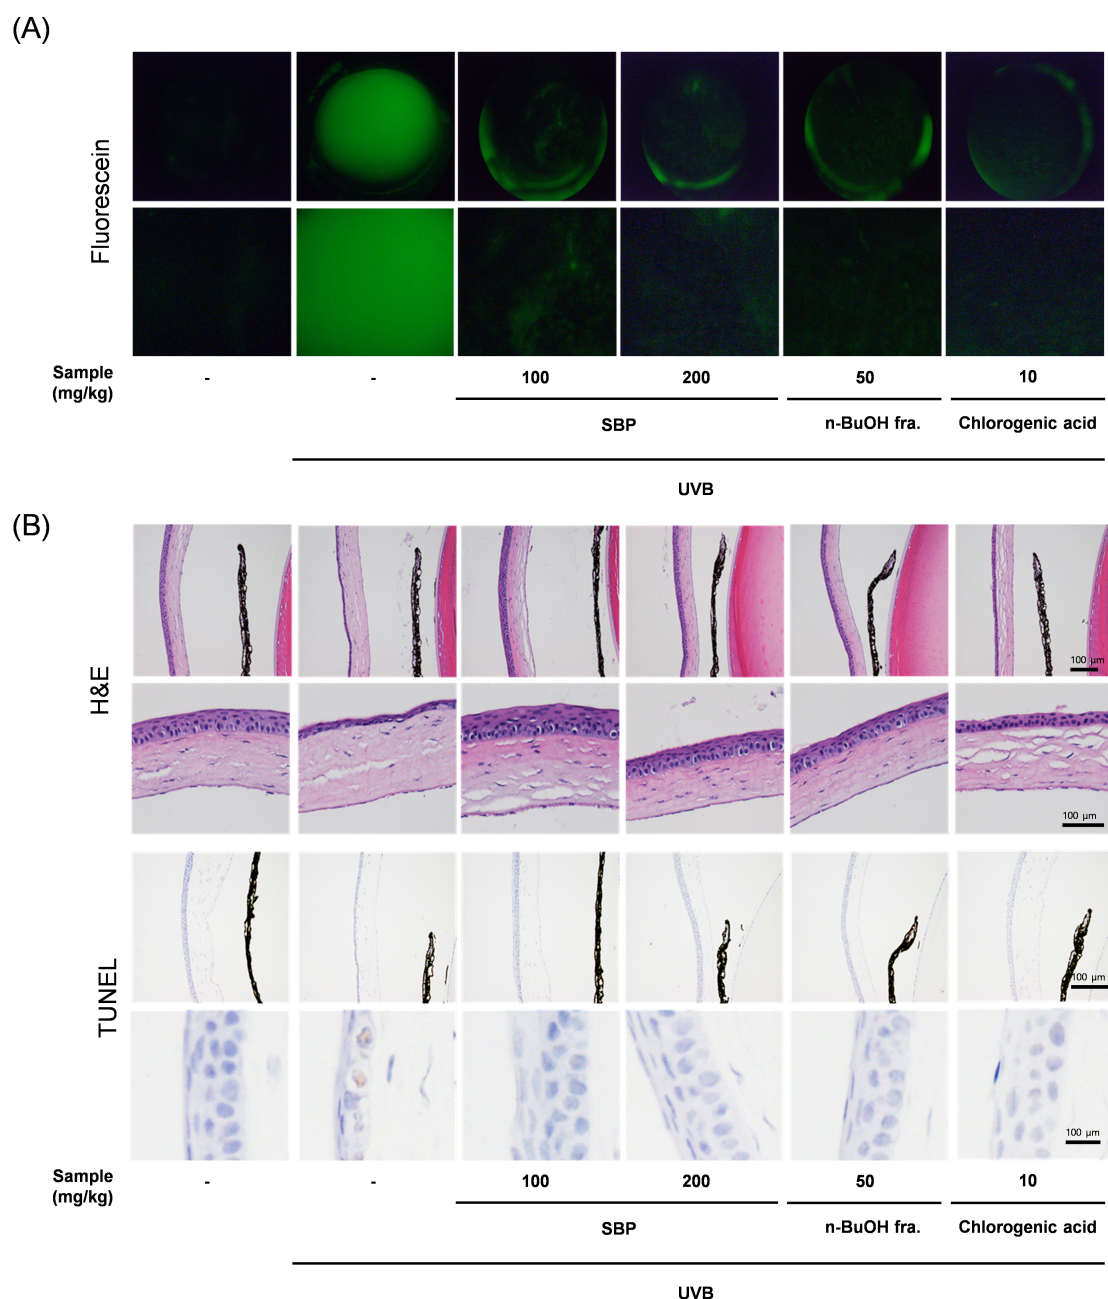 (A)
Fluorescein
Sample
(mg/kg)
- - 100 200 50 10
SBP n-BuOH fra. Chlorogenic acid
UVB
(B)
H&E
100 µm
100 µm
TUNEL
100 µm
100 µm
Sample
(mg/kg)
- - 100 200 50 10
SBP n-BuOH fra. Chlorogenic acid
UVB